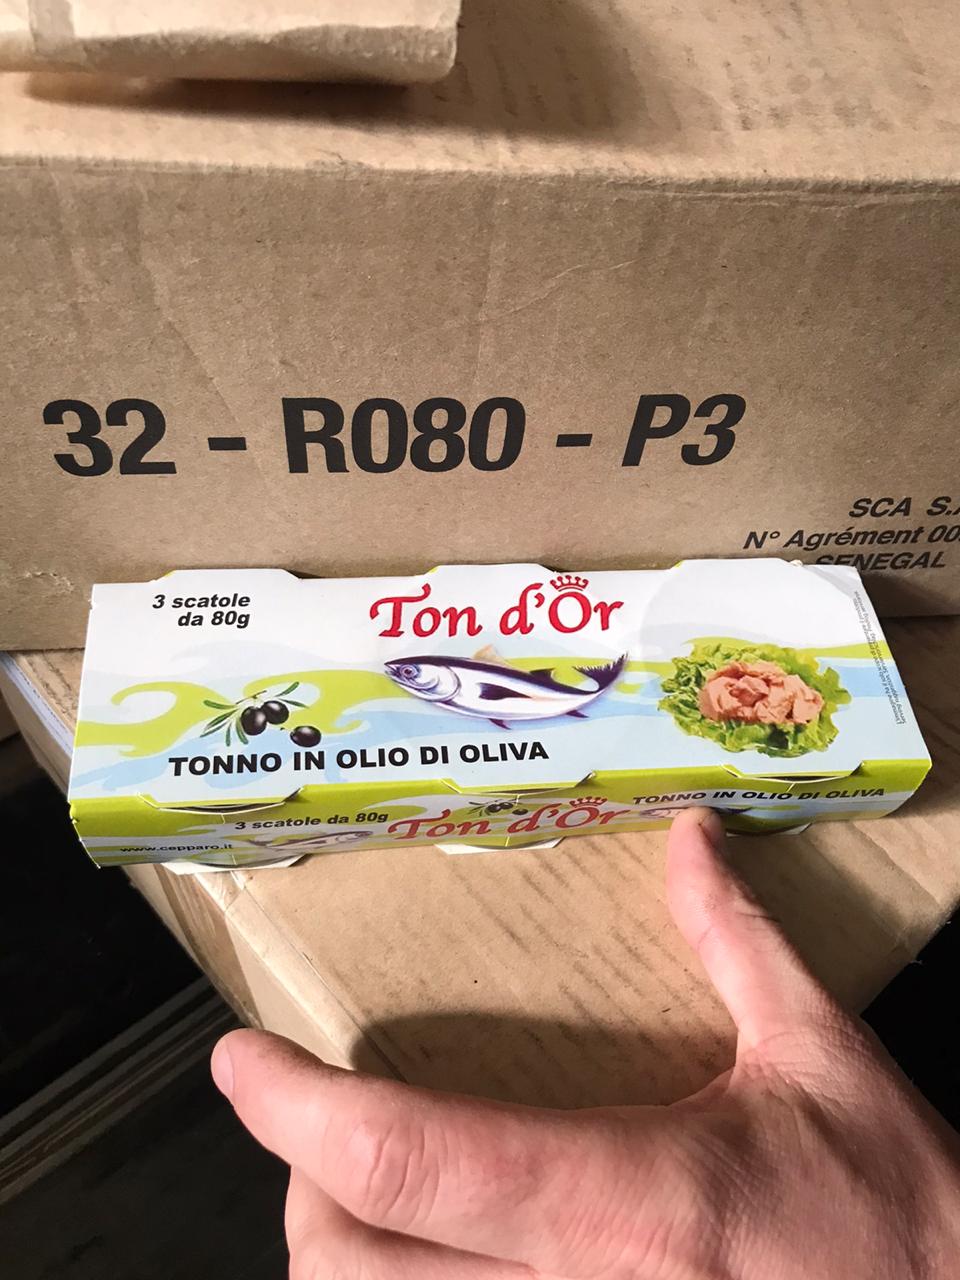 32 - R080 - P3
SCA S.
N° Agrément 00
SENEGAL
3 scatole
da 80g
Ton d'Or
TONNO IN OLIO DI OLIVA
3 scatole da 80g
Ton d'Or
TONNO IN OLIO DI OLIVA
www.cepparo.it